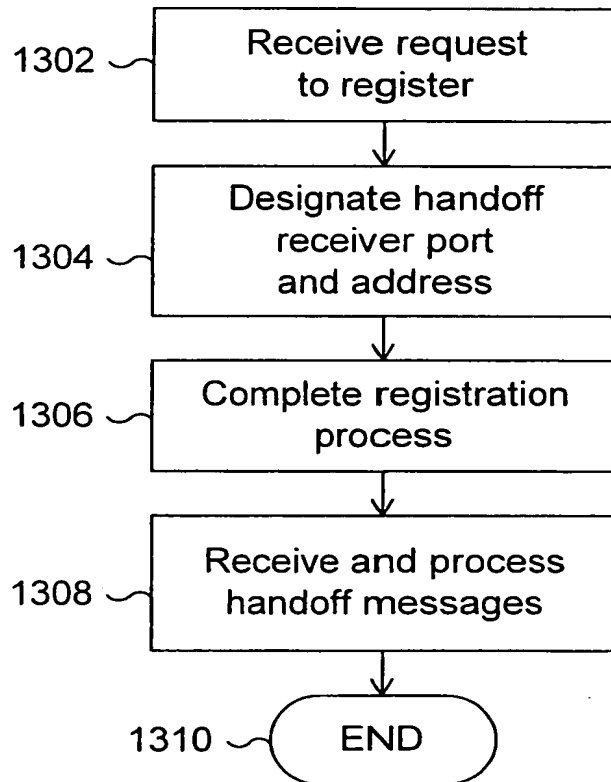 Receive request
1302
to register
Designate handoff
receiver port
1304
and address
Complete registration
1306
process
Receive and process
1308
handoff messages
1310
END